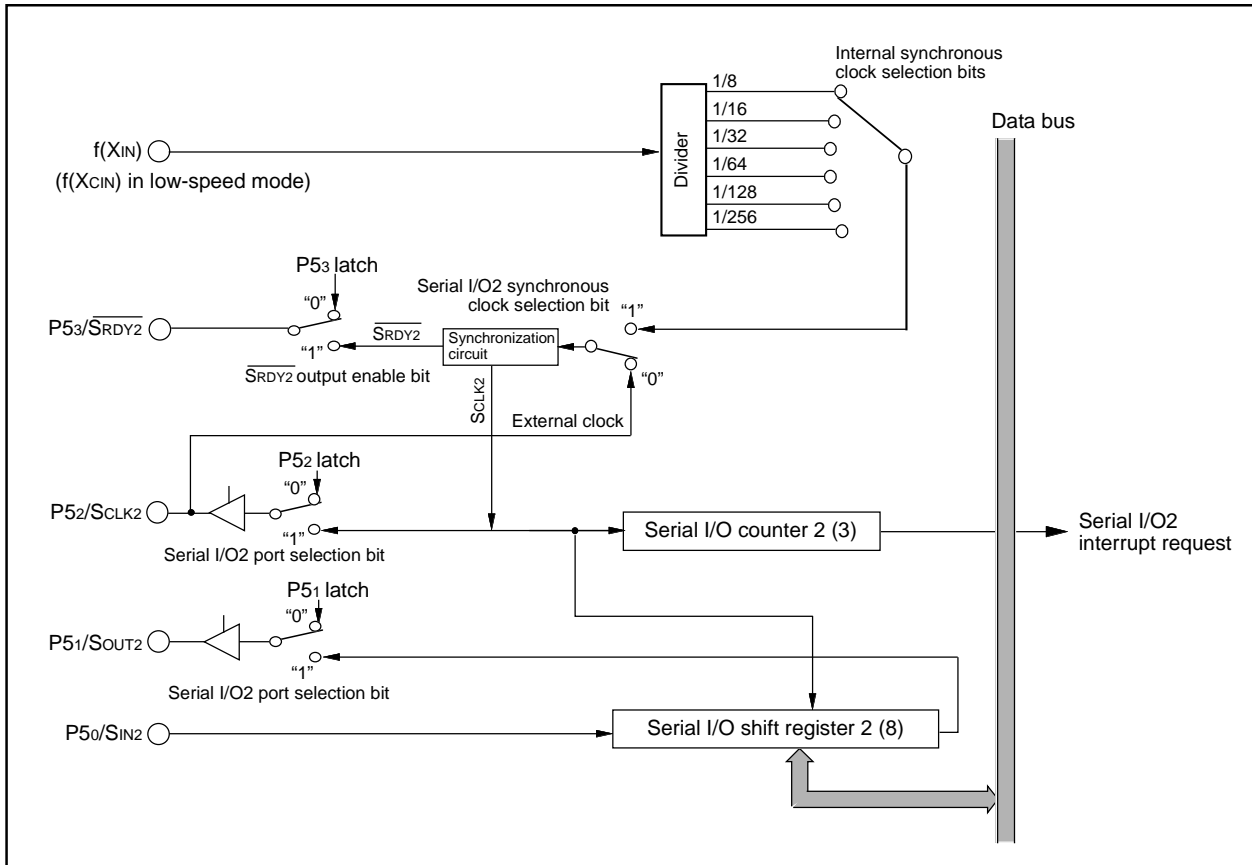 Internal synchronous
clock selection bits
1/8
1/16
1/32
1/64
1/128
1/256
Divider
Data bus
f(XIN)
(f(XCIN) in low-speed mode)
P53 latch
"0"
P53/SRDY2
"1"
SRDY2
SRDY2 output enable bit
Serial I/O2 synchronous
clock selection bit
"1"
Synchronization
circuit
"0"
SCLK2
External clock
P52 latch
"0"
P52/SCLK2
"1"
Serial I/O2 port selection bit
Serial I/O counter 2 (3)
Serial I/O2
interrupt request
P51 latch
"0"
P51/SOUT2
"1"
Serial I/O2 port selection bit
P50/SIN2
Serial I/O shift register 2 (8)